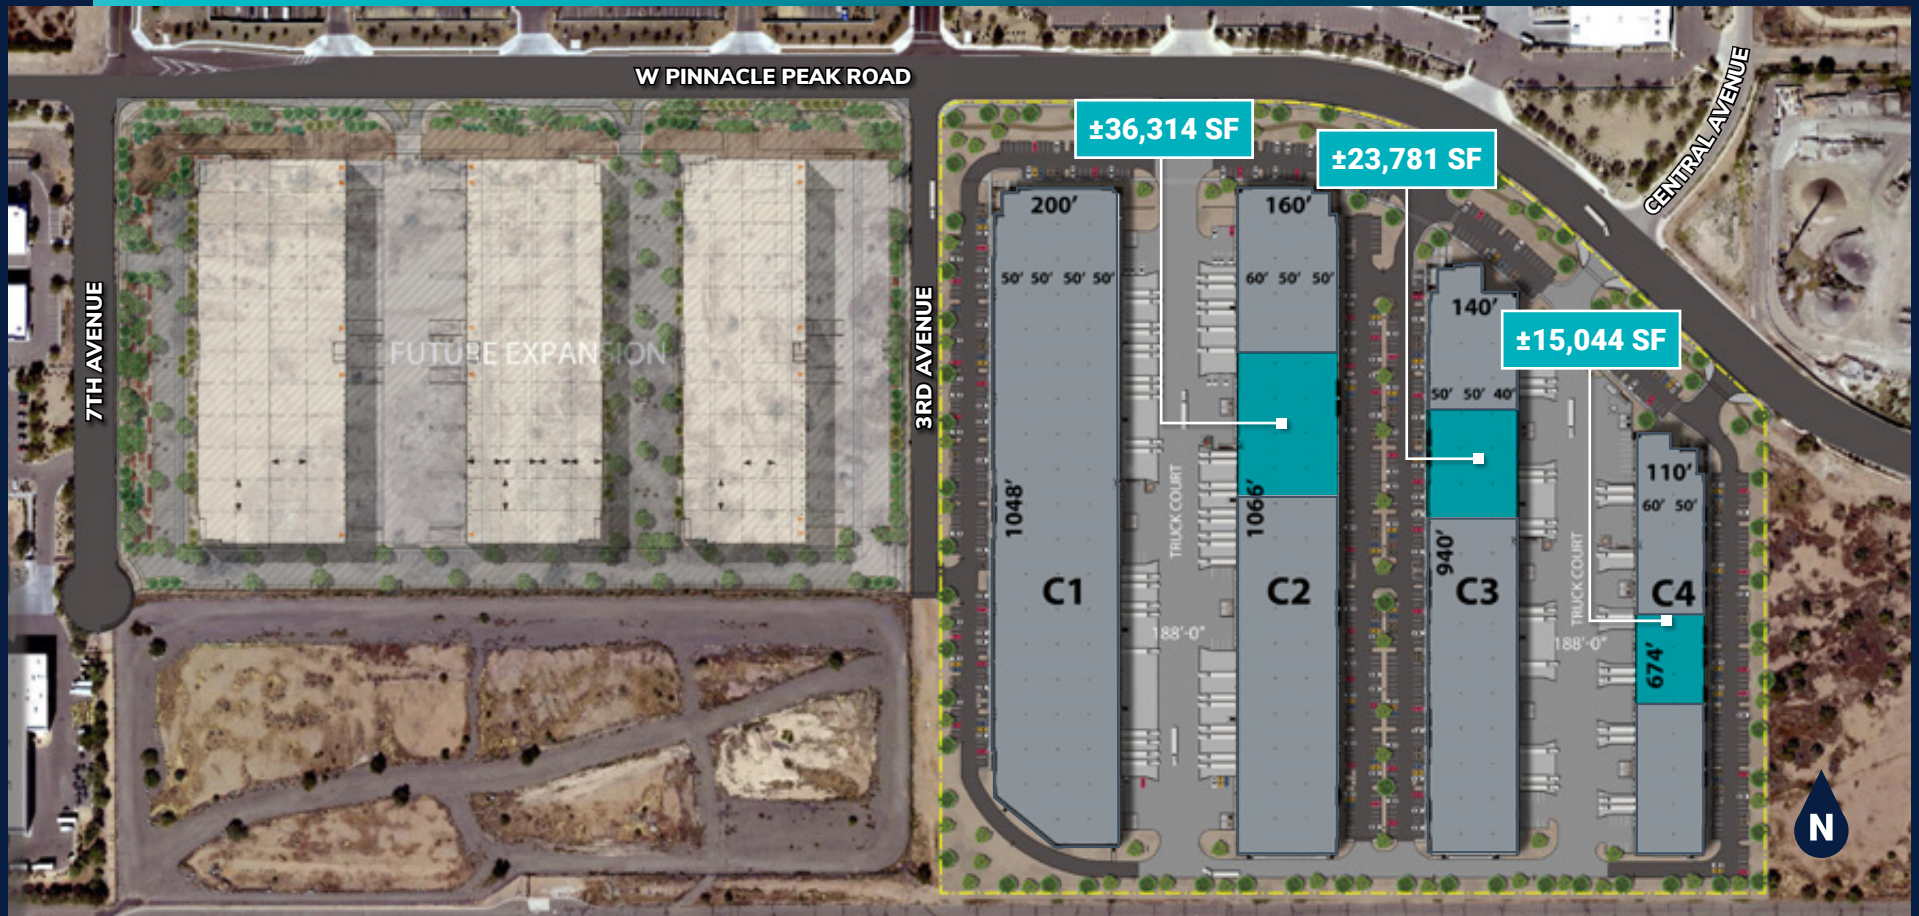 W PINNACLE PEAK ROAD
CENTRAL AVENUE
7TH AVENUE
3RD AVENUE
FUTURE EXPANSION
±36,314 SF
±23,781 SF
±15,044 SF
200'
50' 50' 50' 50'
1048'
C1
TRUCK COURT
188'-0"
160'
60' 50' 50'
1066'
C2
140'
50' 50' 40'
940'
C3
TRUCK COURT
188'-0"
110'
60' 50'
C4
674'
N